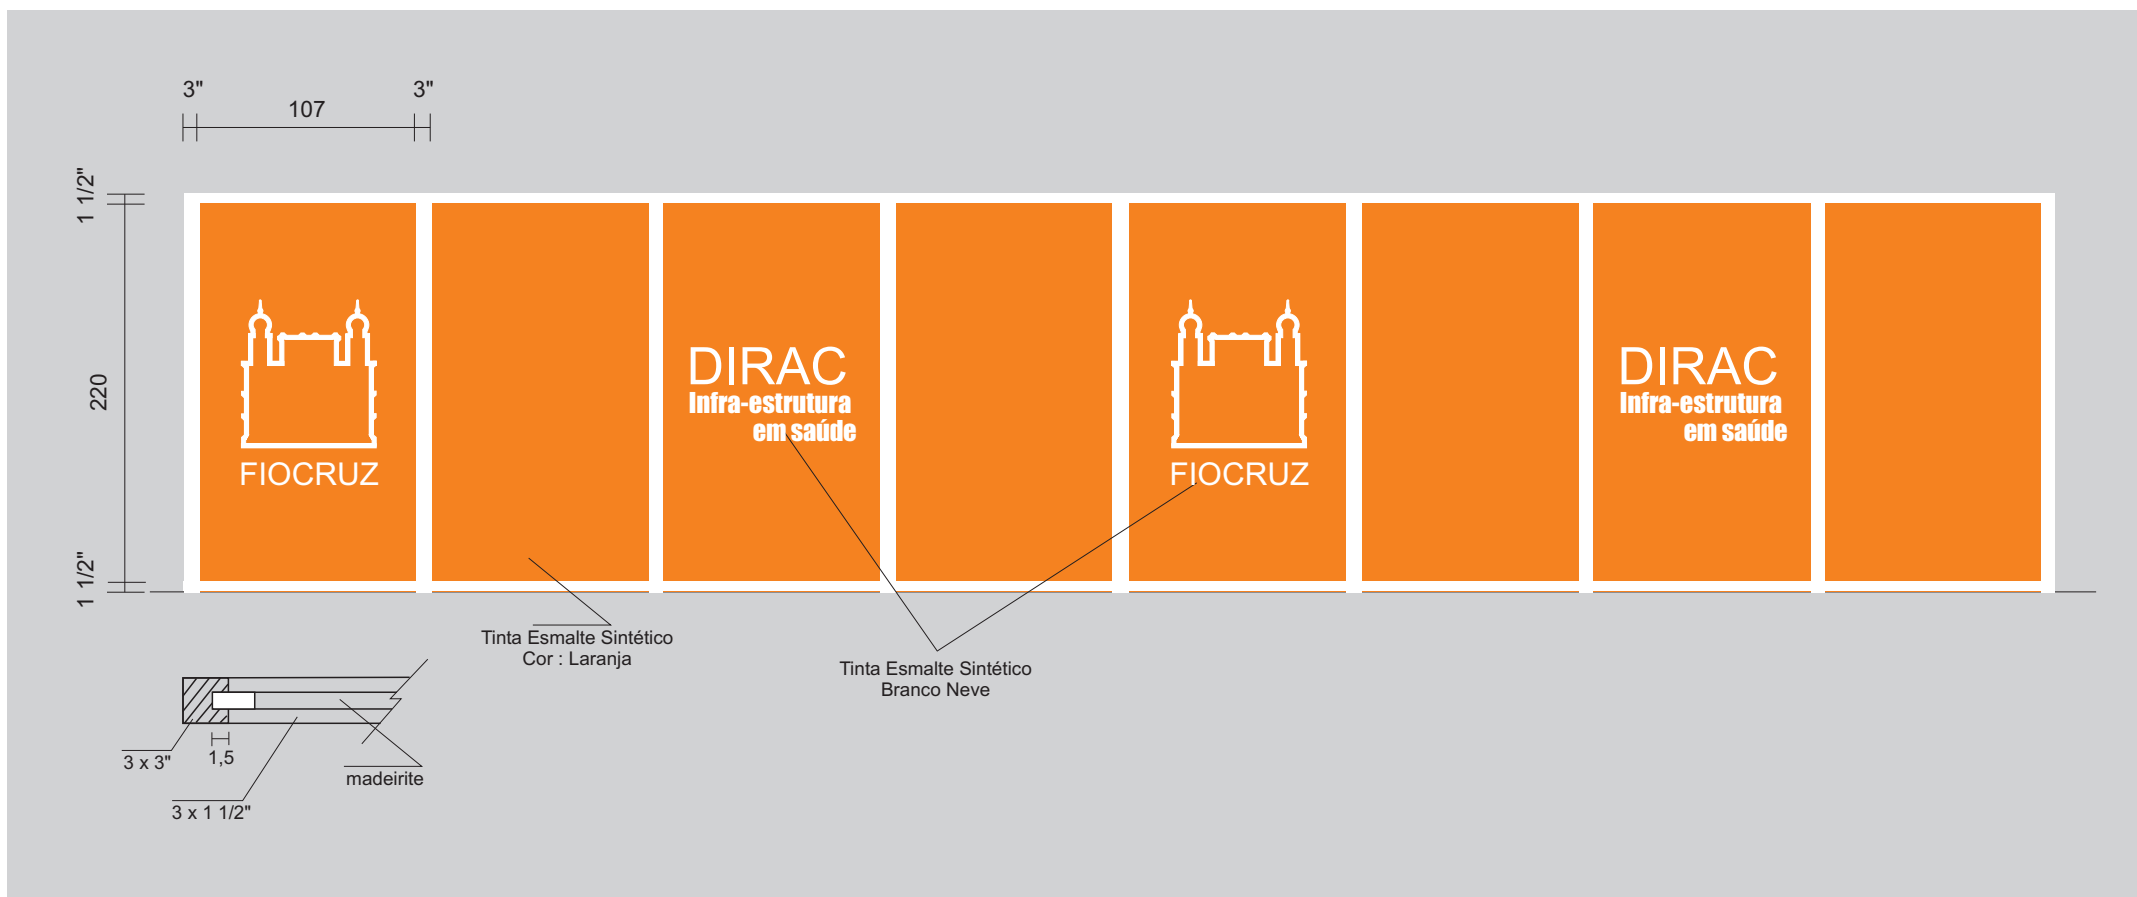 3" 3"
107
1 1/2"
220
1 1/2"
FIOCRUZ
DIRAC
Infra-estrutura
em saúde
FIOCRUZ
DIRAC
Infra-estrutura
em saúde
Tinta Esmalte Sintético
Cor : Laranja
Tinta Esmalte Sintético
Branco Neve
3 x 3"
1,5
madeirite
3 x 1 1/2"